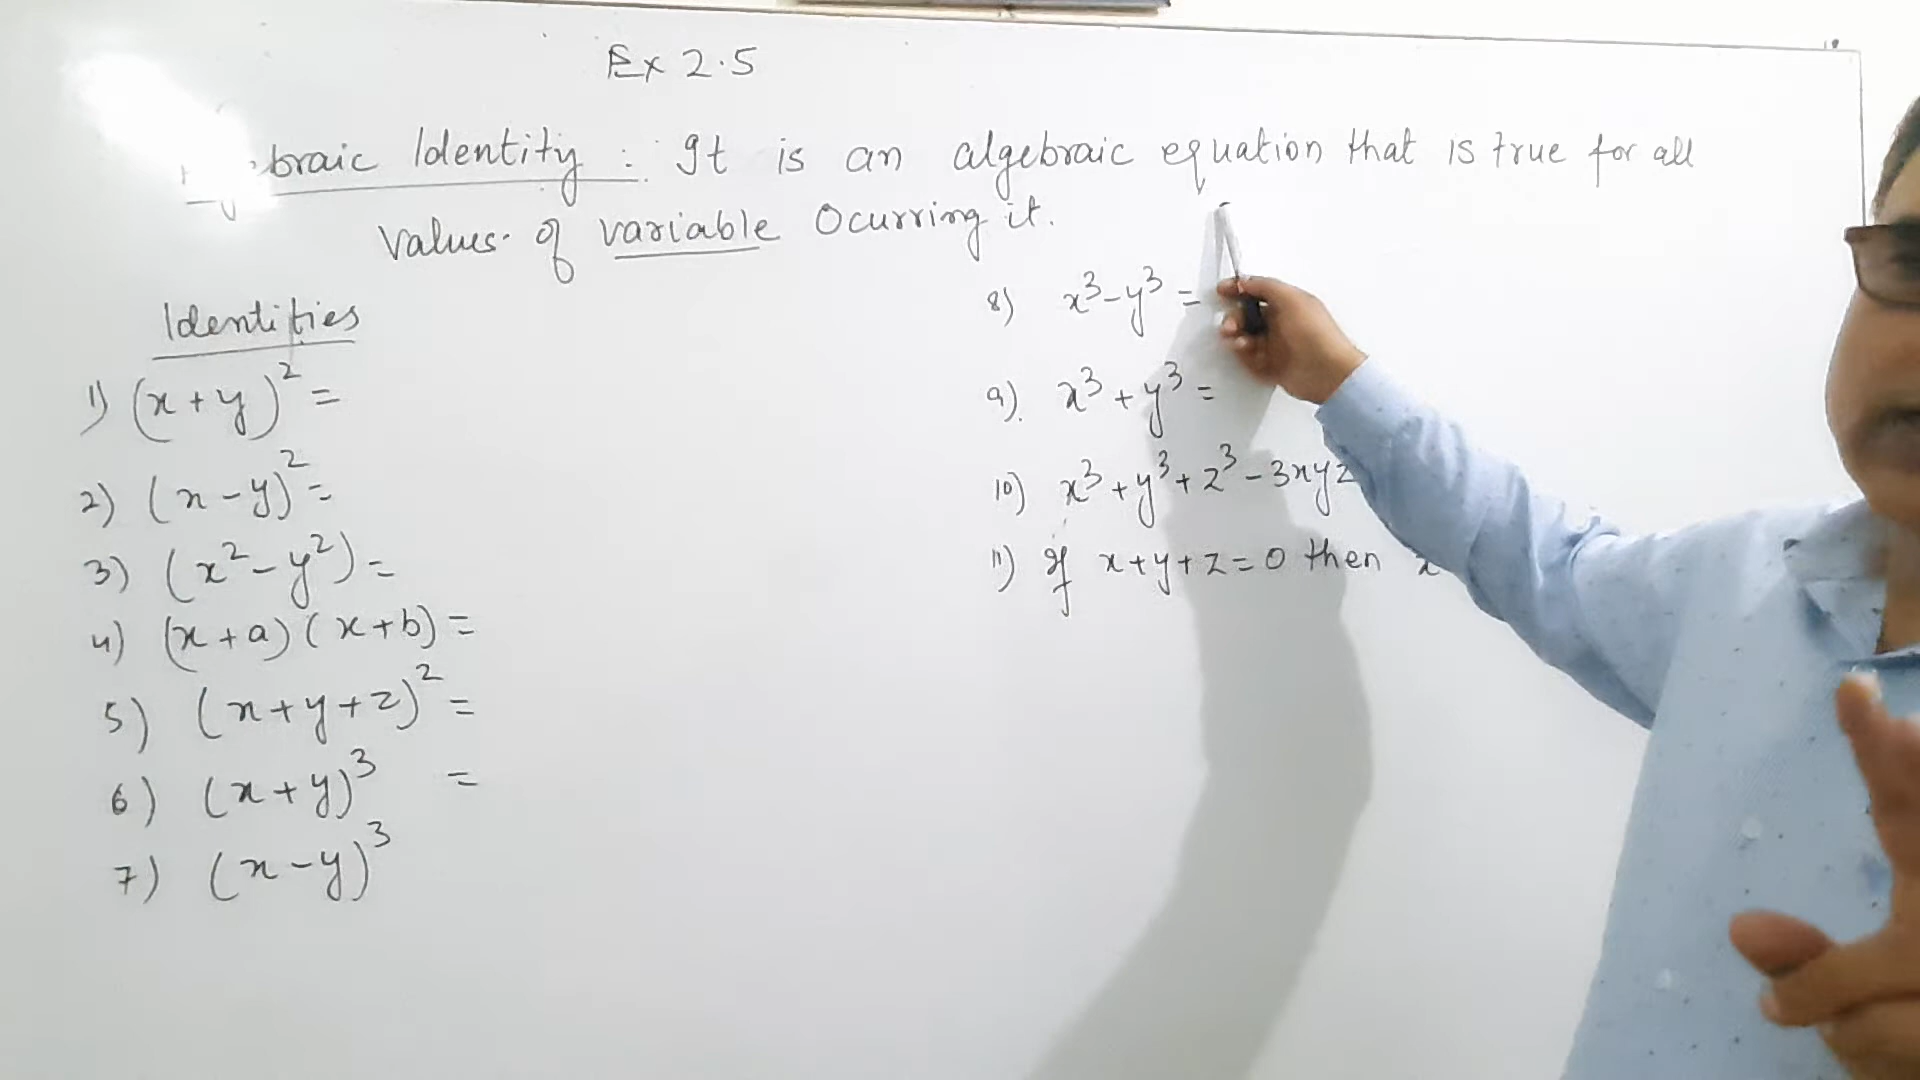 Ex 2.5
braic Identity : It is an algebraic equation that is true for all
Values of variable Ocurring it.
Identities
1) (x+y)² =
2) (x-y)² =
3) (x²-y²) =
4) (x+a)(x+b) =
5) (x+y+z)² =
6) (x+y)³ =
7) (x-y)³
8) x³-y³ =
9). x³+y³ =
10) x³+y³+z³-3xyz
11) If x+y+z=0 then x